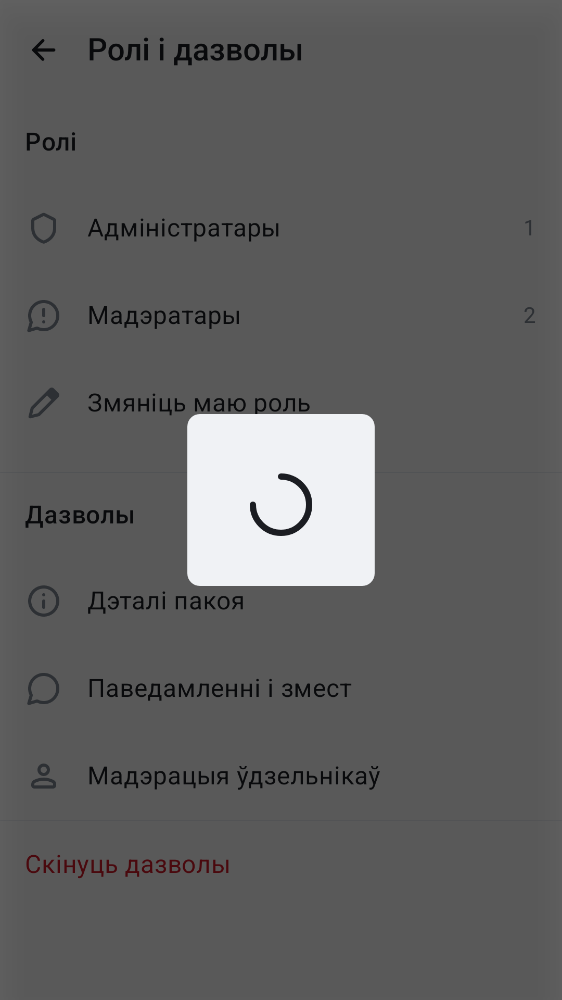 Ролі і дазволы
Ролі
Адміністратары 1
Мадэратары 2
Змяніць маю роль
Дазволы
Дэталі пакоя
Паведамленні і змест
Мадэрацыя ўдзельнікаў
Скінуць дазволы